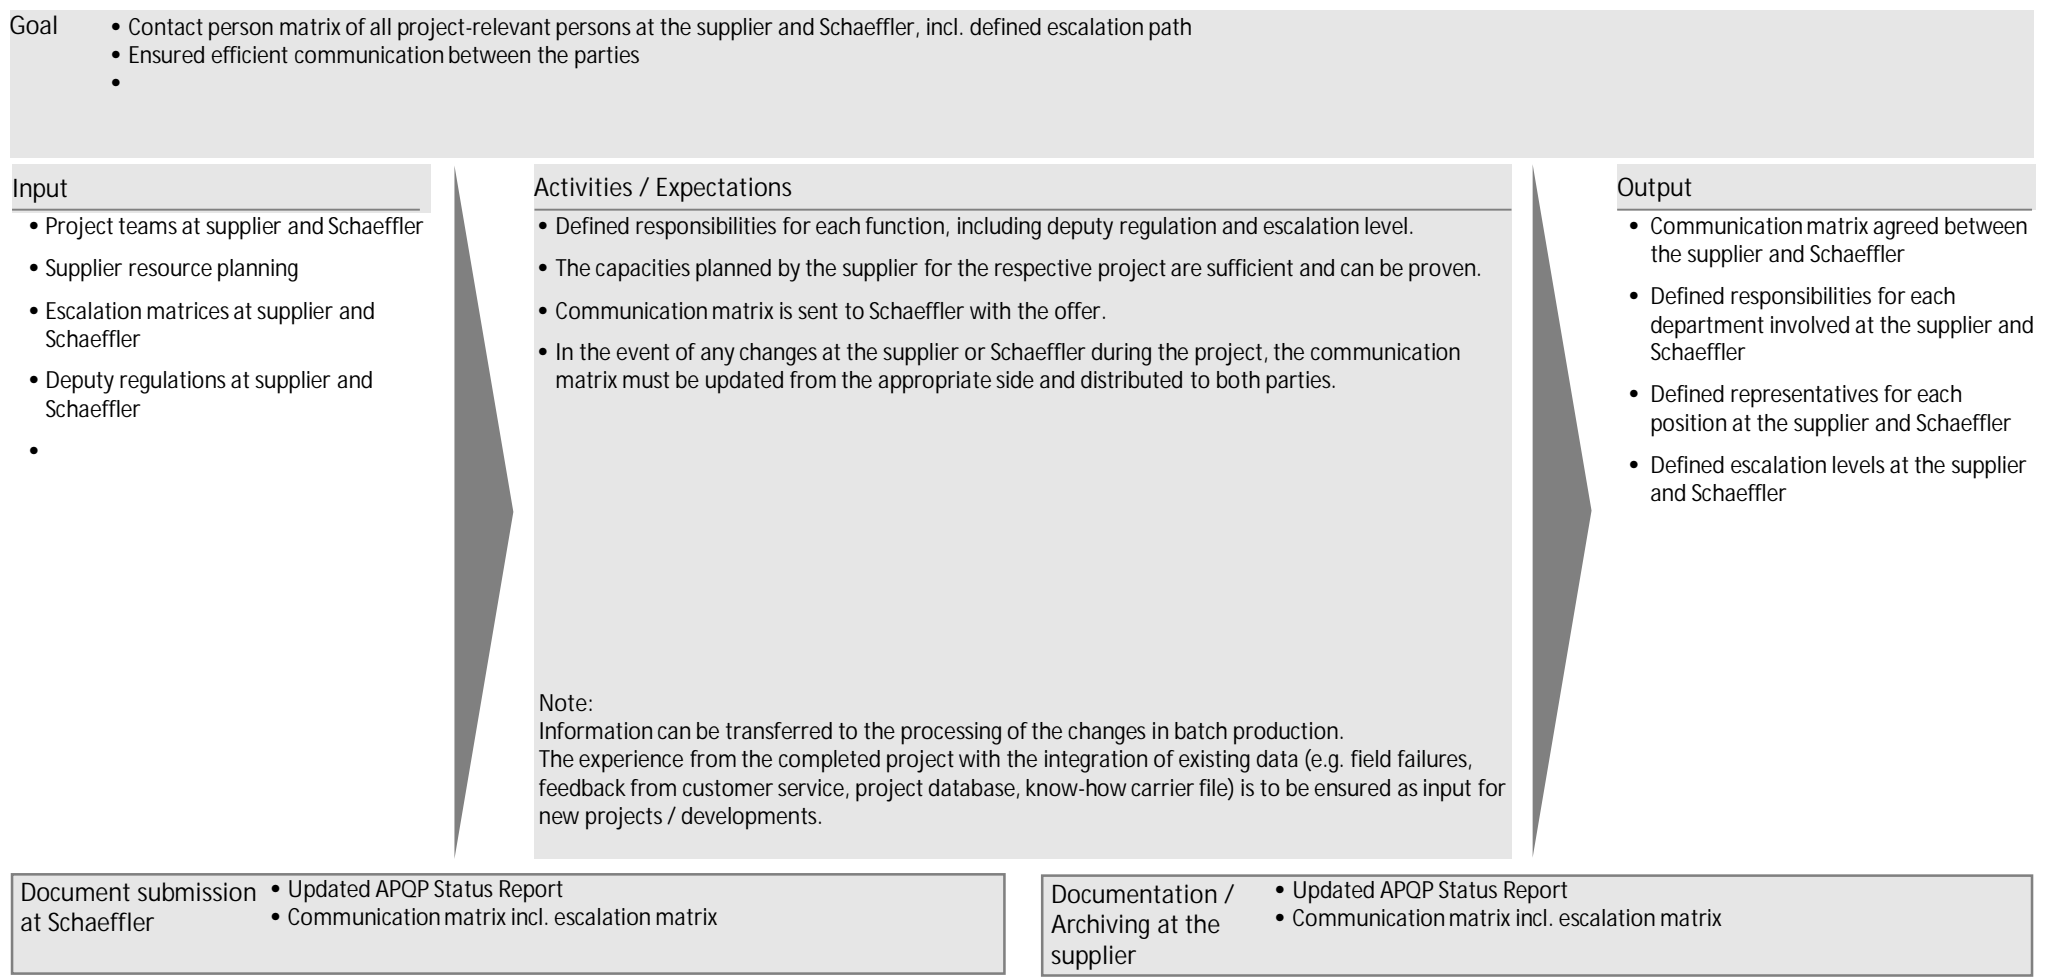 Goal
• Contact person matrix of all project-relevant persons at the supplier and Schaeffler, incl. defined escalation path
• Ensured efficient communication between the parties
•
Input
• Project teams at supplier and Schaeffler
• Supplier resource planning
• Escalation matrices at supplier and
Schaeffler
• Deputy regulations at supplier and
Schaeffler
•
Activities / Expectations
• Defined responsibilities for each function, including deputy regulation and escalation level.
• The capacities planned by the supplier for the respective project are sufficient and can be proven.
• Communication matrix is sent to Schaeffler with the offer.
• In the event of any changes at the supplier or Schaeffler during the project, the communication
matrix must be updated from the appropriate side and distributed to both parties.
Note:
Information can be transferred to the processing of the changes in batch production.
The experience from the completed project with the integration of existing data (e.g. field failures,
feedback from customer service, project database, know-how carrier file) is to be ensured as input for
new projects / developments.
Output
• Communication matrix agreed between
the supplier and Schaeffler
• Defined responsibilities for each
department involved at the supplier and
Schaeffler
• Defined representatives for each
position at the supplier and Schaeffler
• Defined escalation levels at the supplier
and Schaeffler
Document submission
at Schaeffler
• Updated APQP Status Report
• Communication matrix incl. escalation matrix
Documentation /
Archiving at the
supplier
• Updated APQP Status Report
• Communication matrix incl. escalation matrix